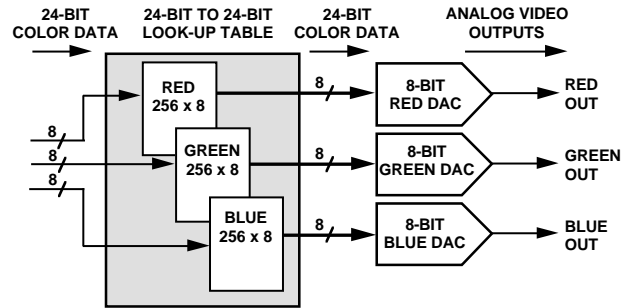 24-BIT
COLOR DATA
24-BIT TO 24-BIT
LOOK-UP TABLE
24-BIT
COLOR DATA
ANALOG VIDEO
OUTPUTS
RED
256 x 8
8
8-BIT
RED DAC
RED
OUT
8
8
8
GREEN
256 x 8
8
8-BIT
GREEN DAC
GREEN
OUT
BLUE
256 x 8
8
8-BIT
BLUE DAC
BLUE
OUT